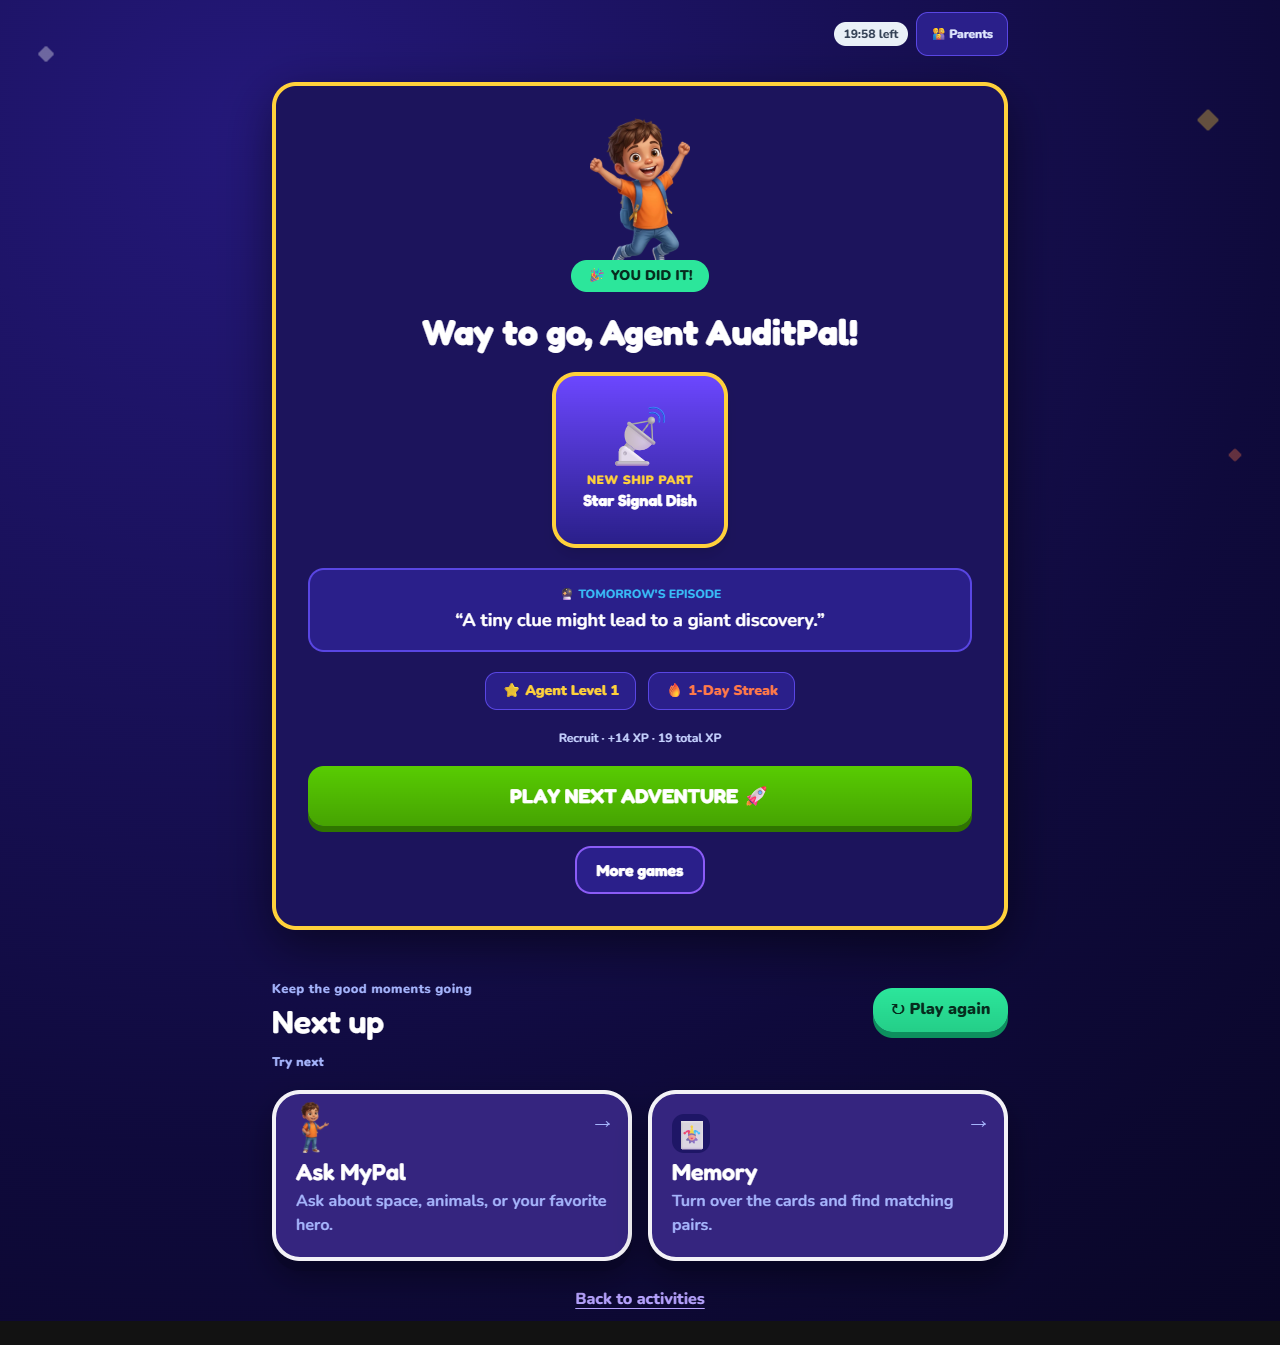 19:58 left
Parents
YOU DID IT!
Way to go, Agent AuditPal!
NEW SHIP PART
Star Signal Dish
TOMORROW'S EPISODE
“A tiny clue might lead to a giant discovery.”
Agent Level 1
1-Day Streak
Recruit · +14 XP · 19 total XP
PLAY NEXT ADVENTURE 🚀
More games
Keep the good moments going
Next up
↻ Play again
Try next
→
Ask MyPal
Ask about space, animals, or your favorite
hero.
→
Memory
Turn over the cards and find matching
pairs.
Back to activities